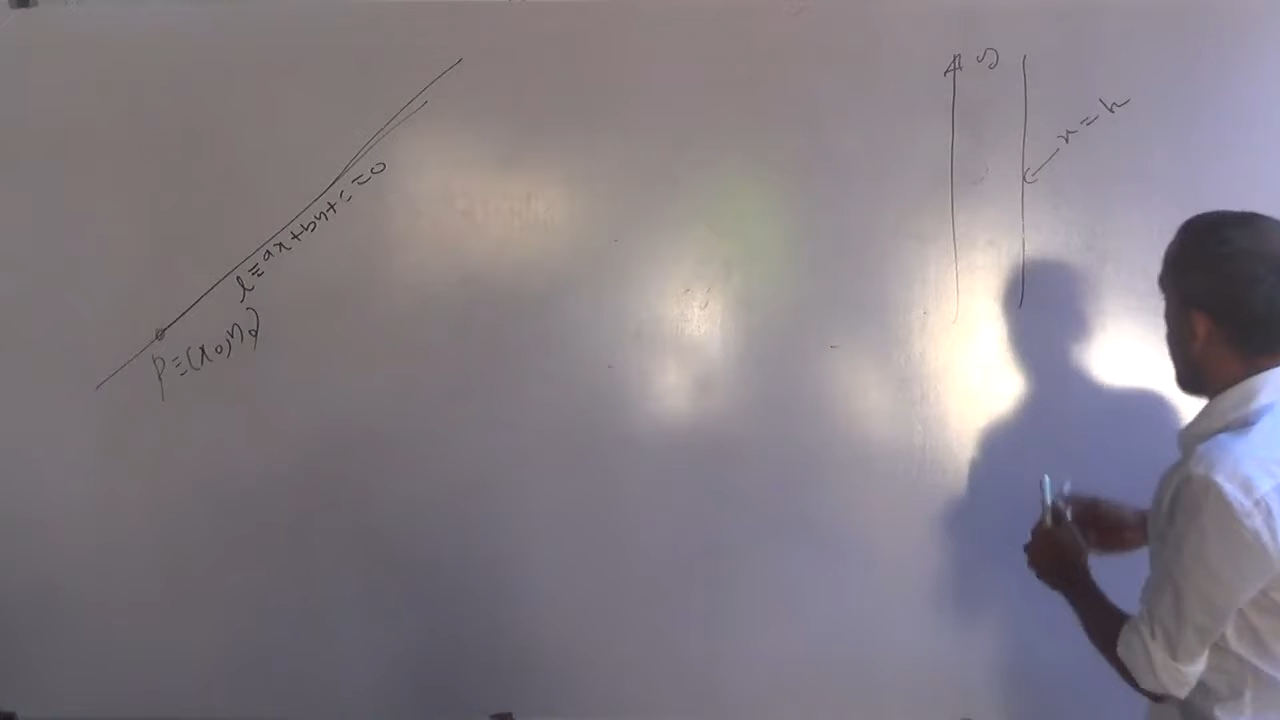 l≡ax+by+c=0
P≡(x₀,y₀)
y
x=h